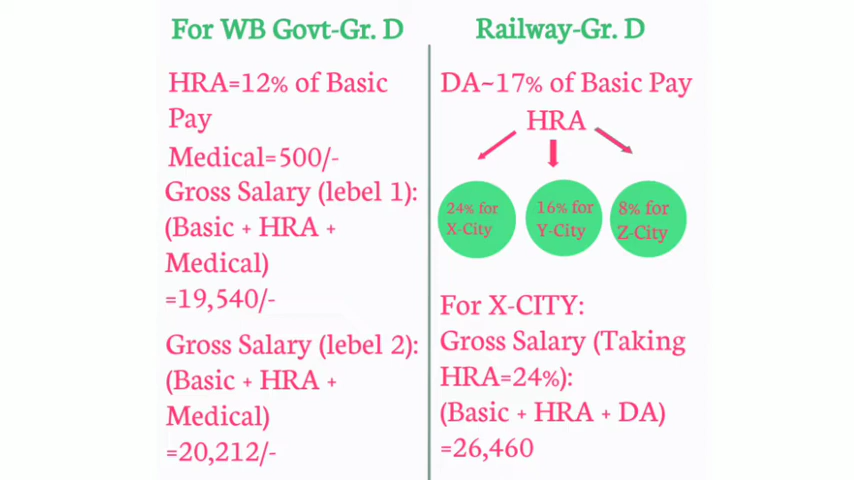 For WB Govt-Gr. D
HRA=12% of Basic
Pay
Medical=500/-
Gross Salary (lebel 1):
(Basic + HRA +
Medical)
=19,540/-
Gross Salary (lebel 2):
(Basic + HRA +
Medical)
=20,212/-
Railway-Gr. D
DA~17% of Basic Pay
HRA
24% for
X-City
16% for
Y-City
8% for
Z-City
For X-CITY:
Gross Salary (Taking
HRA=24%):
(Basic + HRA + DA)
=26,460